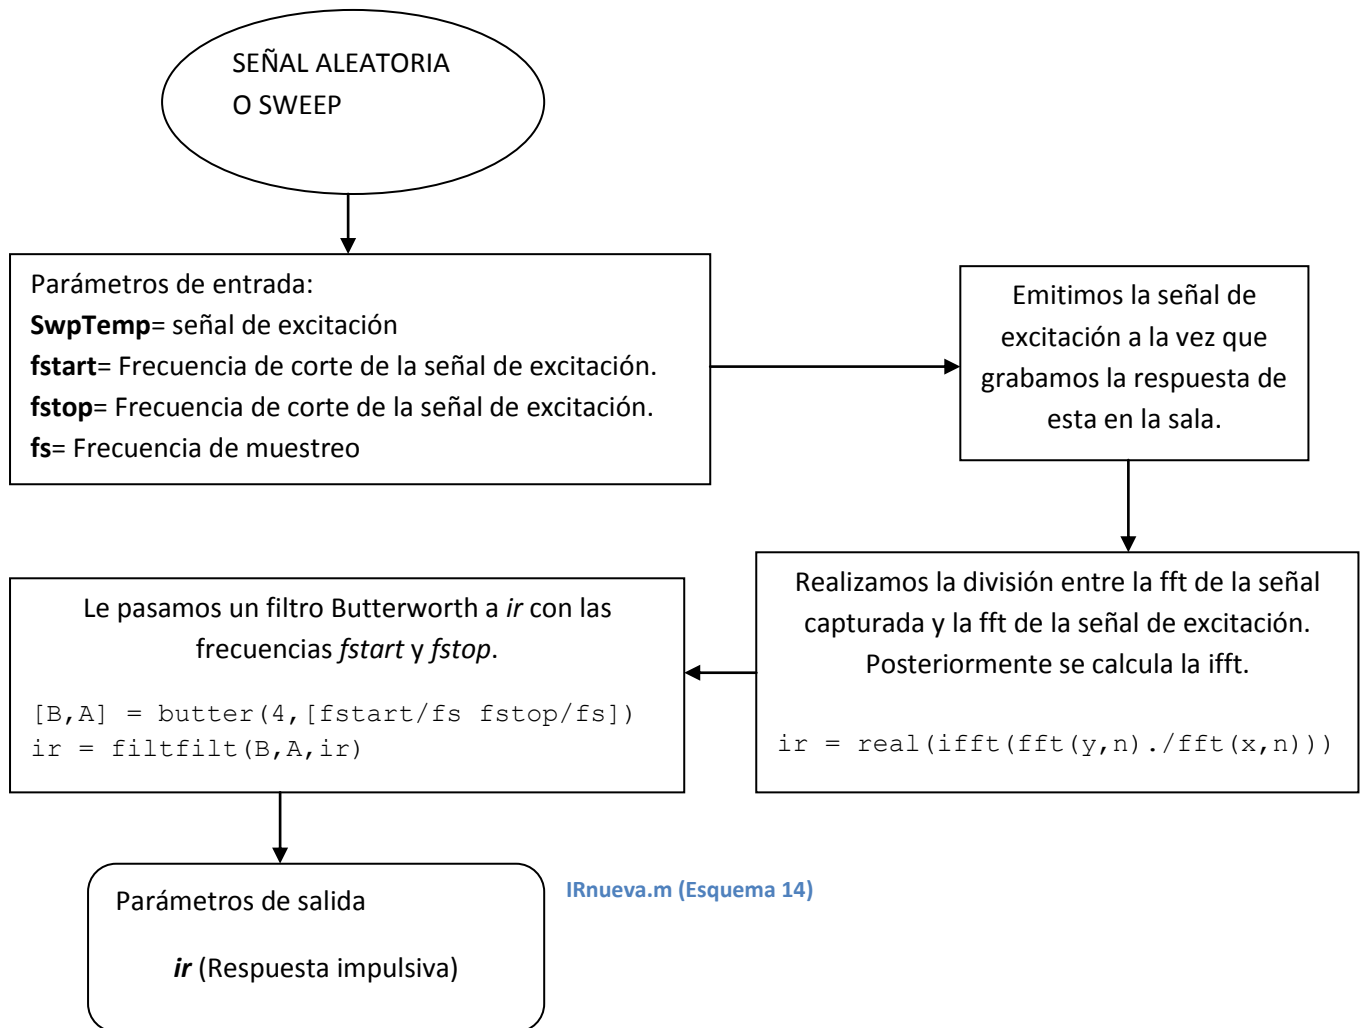 SEÑAL ALEATORIA
O SWEEP
Parámetros de entrada:
SwpTemp= señal de excitación
fstart= Frecuencia de corte de la señal de excitación.
fstop= Frecuencia de corte de la señal de excitación.
fs= Frecuencia de muestreo
Emitimos la señal de
excitación a la vez que
grabamos la respuesta de
esta en la sala.
Realizamos la división entre la fft de la señal
capturada y la fft de la señal de excitación.
Posteriormente se calcula la ifft.
ir = real(ifft(fft(y,n)./fft(x,n)))
Le pasamos un filtro Butterworth a ir con las
frecuencias fstart y fstop.
[B,A] = butter(4,[fstart/fs fstop/fs])
ir = filtfilt(B,A,ir)
Parámetros de salida
ir (Respuesta impulsiva)
IRnueva.m (Esquema 14)